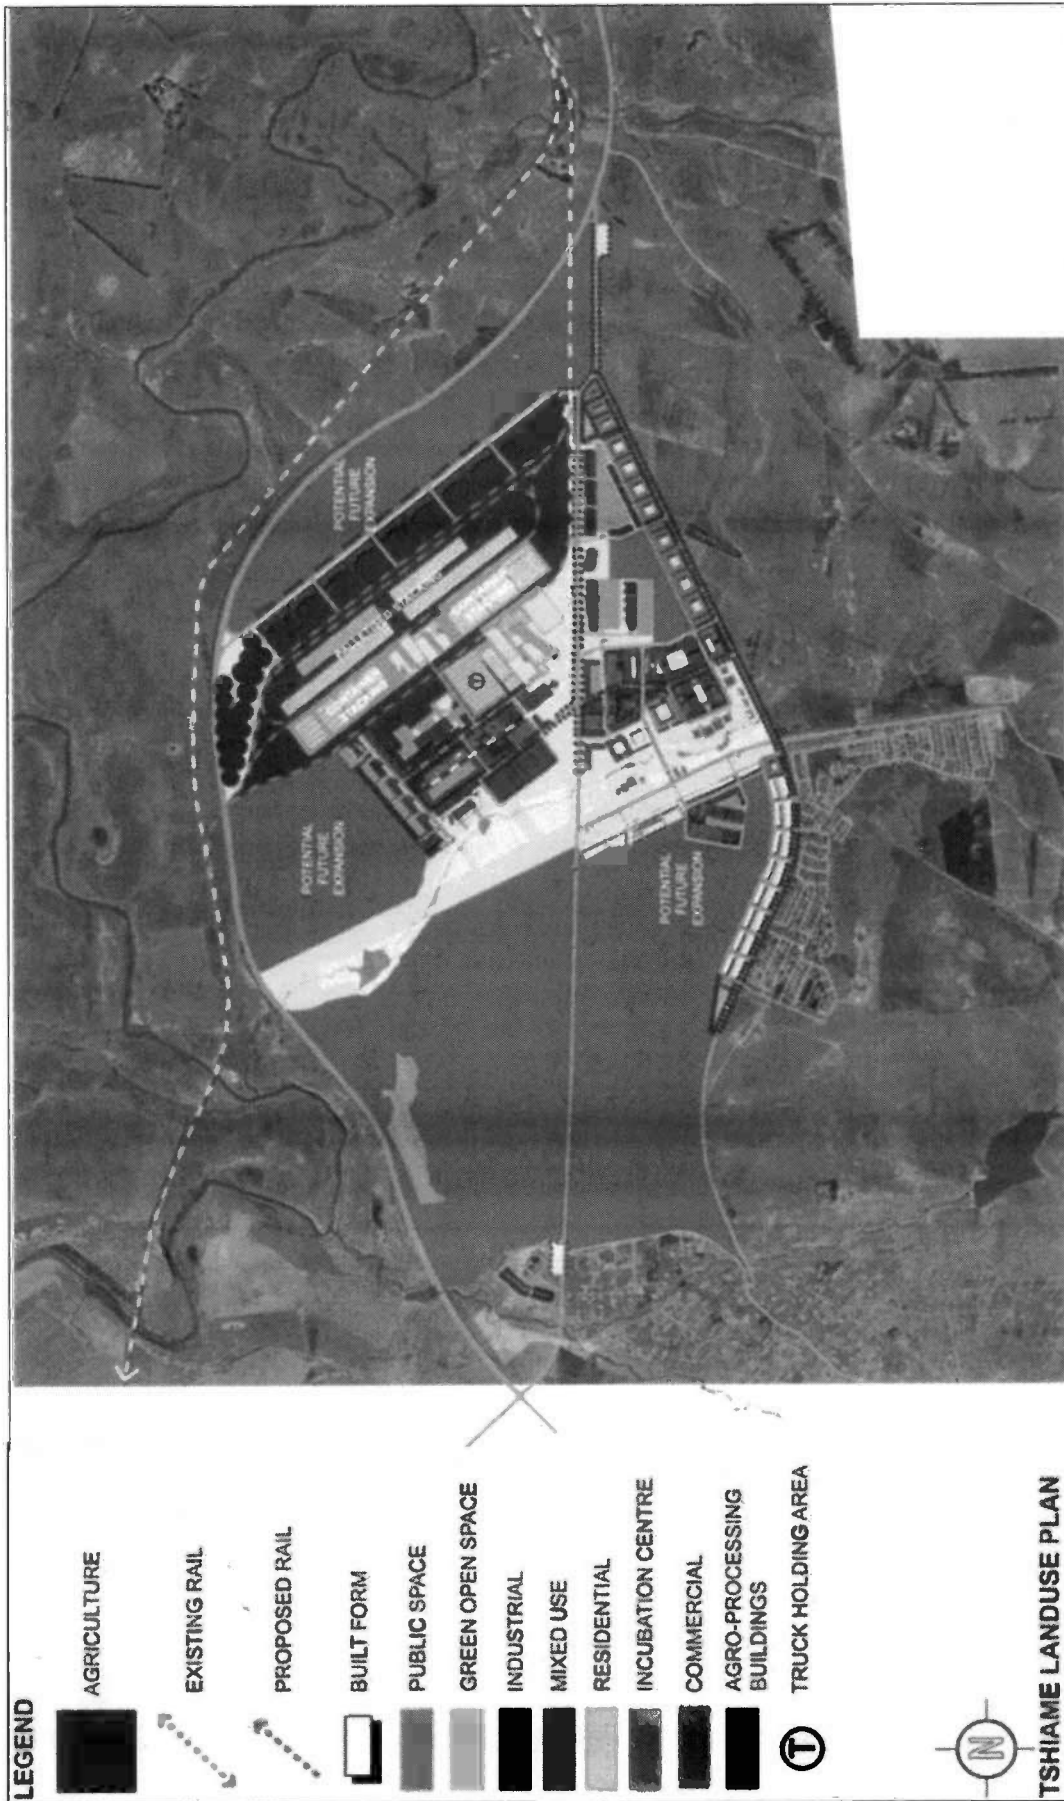 LEGEND
AGRICULTURE
EXISTING RAIL
PROPOSED RAIL
BUILT FORM
PUBLIC SPACE
GREEN OPEN SPACE
INDUSTRIAL
MIXED USE
RESIDENTIAL
INCUBATION CENTRE
COMMERCIAL
AGRO-PROCESSING
BUILDINGS
T
TRUCK HOLDING AREA
N
TSHIAME LANDUSE PLAN
POTENTIAL
FUTURE
EXPANSION
POTENTIAL
FUTURE
EXPANSION
POTENTIAL
FUTURE
EXPANSION
CONTAINER
STACKING
T